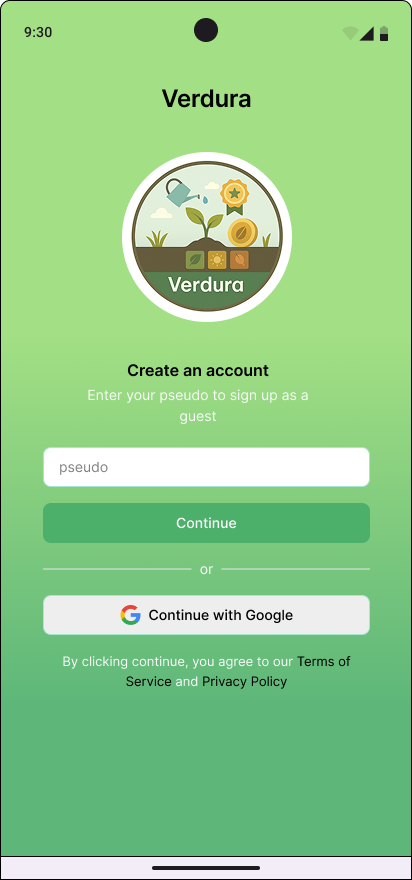 9:30
Verdura
Verdura
Create an account
Enter your pseudo to sign up as a
guest
pseudo
Continue
or
Continue with Google
By clicking continue, you agree to our Terms of
Service and Privacy Policy